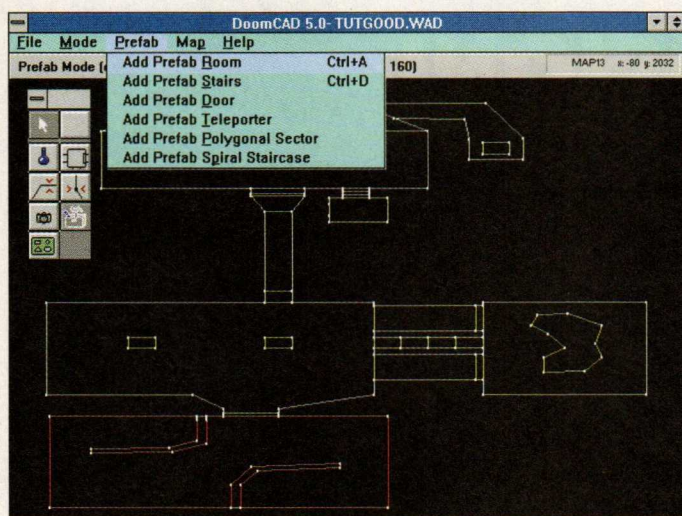 DoomCAD 5.0- TUTGOOD.WAD
File Mode Prefab Map Help
Prefab Mode ( 160) MAP13 x: -80 y: 2032
Add Prefab Room Ctrl+A
Add Prefab Stairs Ctrl+D
Add Prefab Door
Add Prefab Teleporter
Add Prefab Polygonal Sector
Add Prefab Spiral Staircase